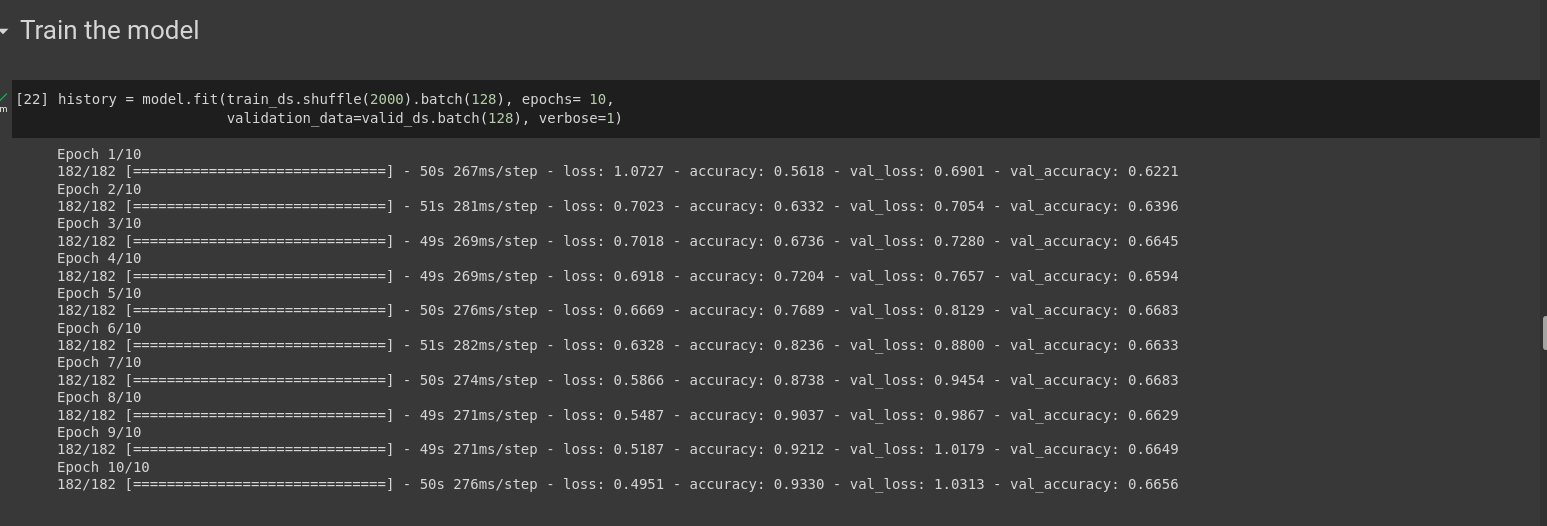 Train the model
[22] history = model.fit(train_ds.shuffle(2000).batch(128), epochs= 10,
m
validation_data=valid_ds.batch(128), verbose=1)
Epoch 1/10
182/182 [==============================] - 50s 267ms/step - loss: 1.0727 - accuracy: 0.5618 - val_loss: 0.6901 - val_accuracy: 0.6221
Epoch 2/10
182/182 [==============================] - 51s 281ms/step - loss: 0.7023 - accuracy: 0.6332 - val_loss: 0.7054 - val_accuracy: 0.6396
Epoch 3/10
182/182 [==============================] - 49s 269ms/step - loss: 0.7018 - accuracy: 0.6736 - val_loss: 0.7280 - val_accuracy: 0.6645
Epoch 4/10
182/182 [==============================] - 49s 269ms/step - loss: 0.6918 - accuracy: 0.7204 - val_loss: 0.7657 - val_accuracy: 0.6594
Epoch 5/10
182/182 [==============================] - 50s 276ms/step - loss: 0.6669 - accuracy: 0.7689 - val_loss: 0.8129 - val_accuracy: 0.6683
Epoch 6/10
182/182 [==============================] - 51s 282ms/step - loss: 0.6328 - accuracy: 0.8236 - val_loss: 0.8800 - val_accuracy: 0.6633
Epoch 7/10
182/182 [==============================] - 50s 274ms/step - loss: 0.5866 - accuracy: 0.8738 - val_loss: 0.9454 - val_accuracy: 0.6683
Epoch 8/10
182/182 [==============================] - 49s 271ms/step - loss: 0.5487 - accuracy: 0.9037 - val_loss: 0.9867 - val_accuracy: 0.6629
Epoch 9/10
182/182 [==============================] - 49s 271ms/step - loss: 0.5187 - accuracy: 0.9212 - val_loss: 1.0179 - val_accuracy: 0.6649
Epoch 10/10
182/182 [==============================] - 50s 276ms/step - loss: 0.4951 - accuracy: 0.9330 - val_loss: 1.0313 - val_accuracy: 0.6656